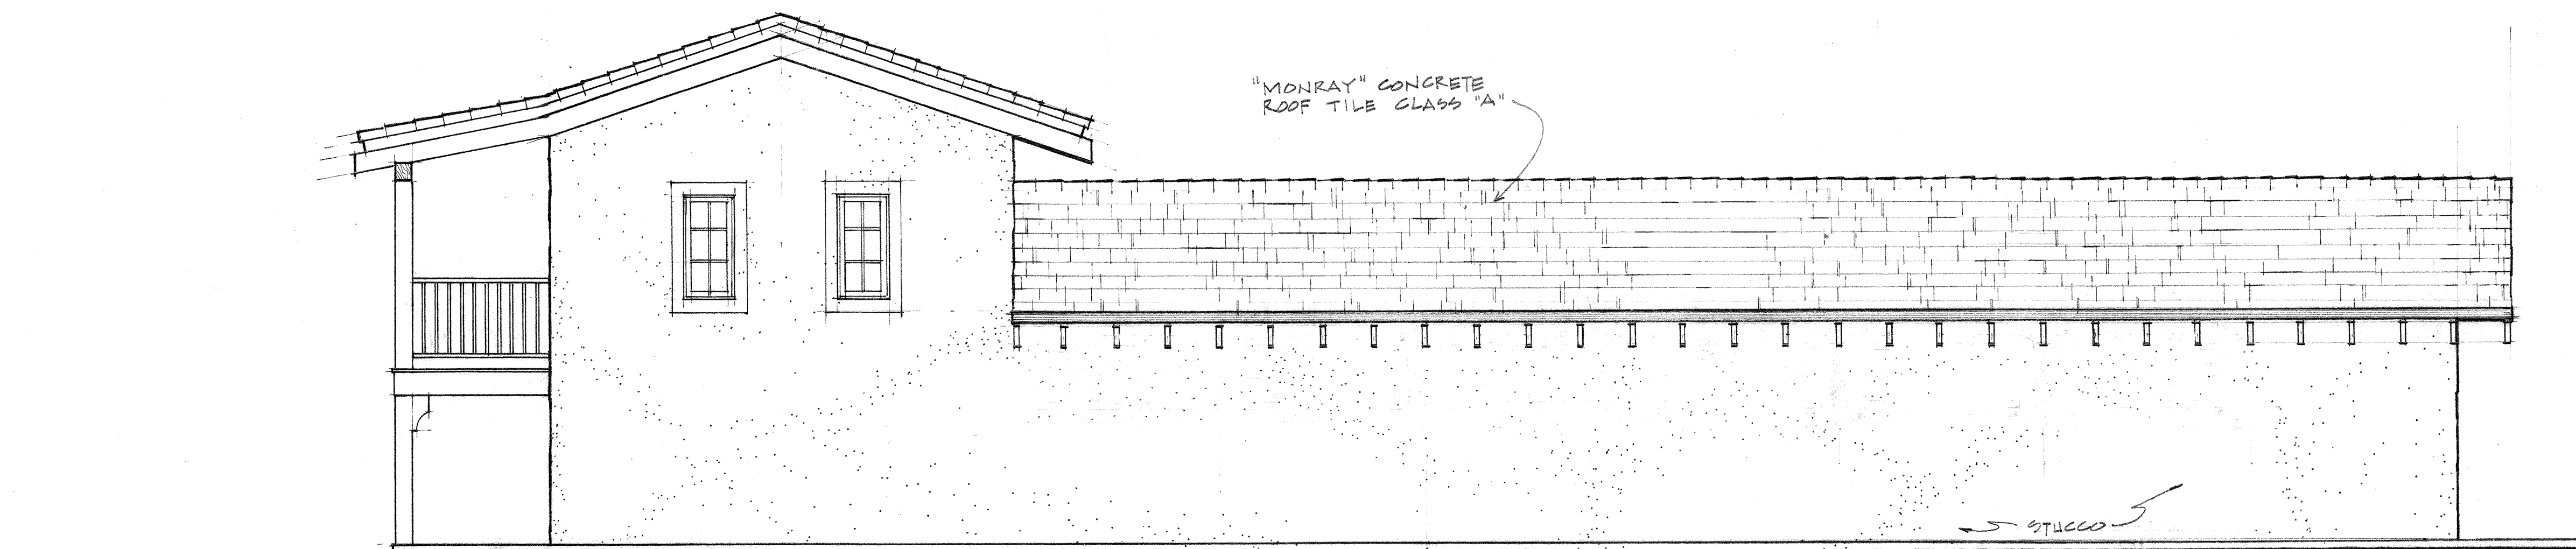 "MONRAY" CONCRETE
ROOF TILE CLASS "A"
STUCCO